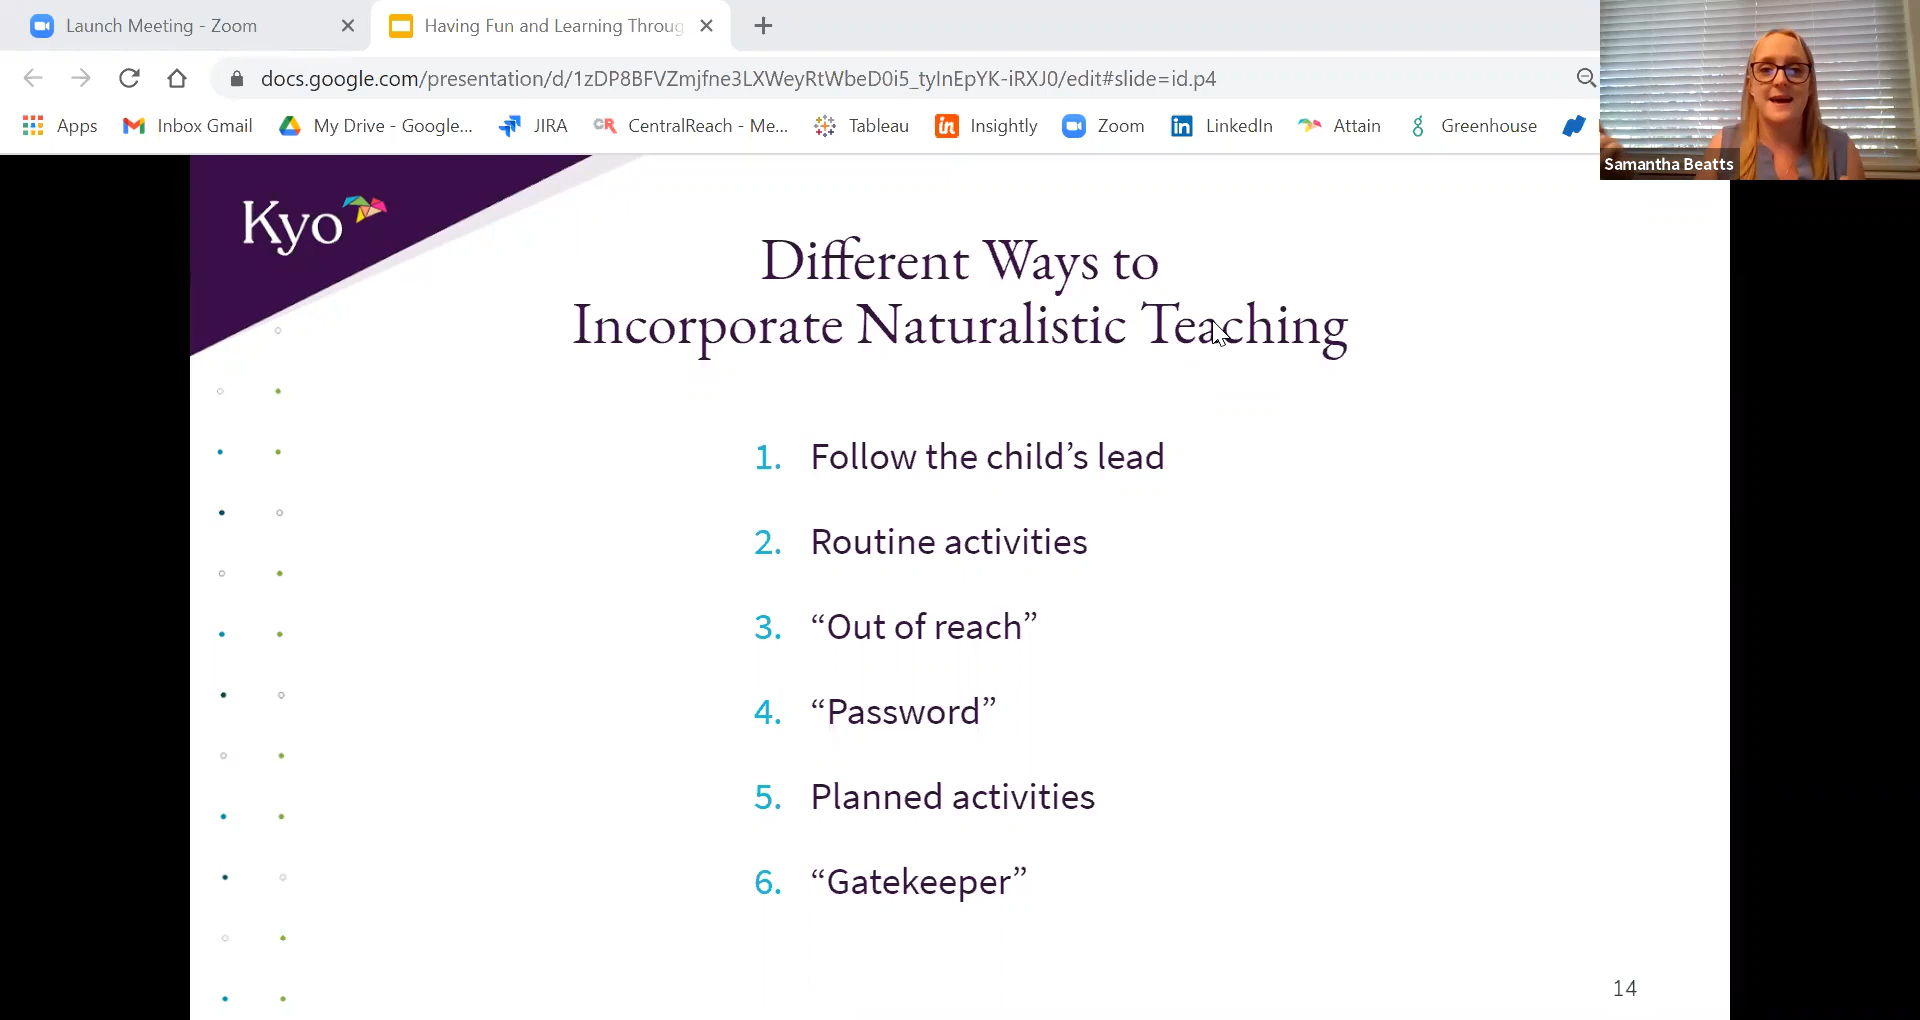 Launch Meeting - Zoom
Having Fun and Learning Throug
docs.google.com/presentation/d/1zDP8BFVZmjfne3LXWeyRtWbeD0i5_tyInEpYK-iRXJ0/edit#slide=id.p4
Apps
Inbox Gmail
My Drive - Google...
JIRA
CR
CentralReach - Me...
Tableau
in
Insightly
Zoom
in
LinkedIn
Attain
Greenhouse
Samantha Beatts
Kyo
Different Ways to
Incorporate Naturalistic Teaching
1. Follow the child’s lead
2. Routine activities
3. “Out of reach”
4. “Password”
5. Planned activities
6. “Gatekeeper”
14